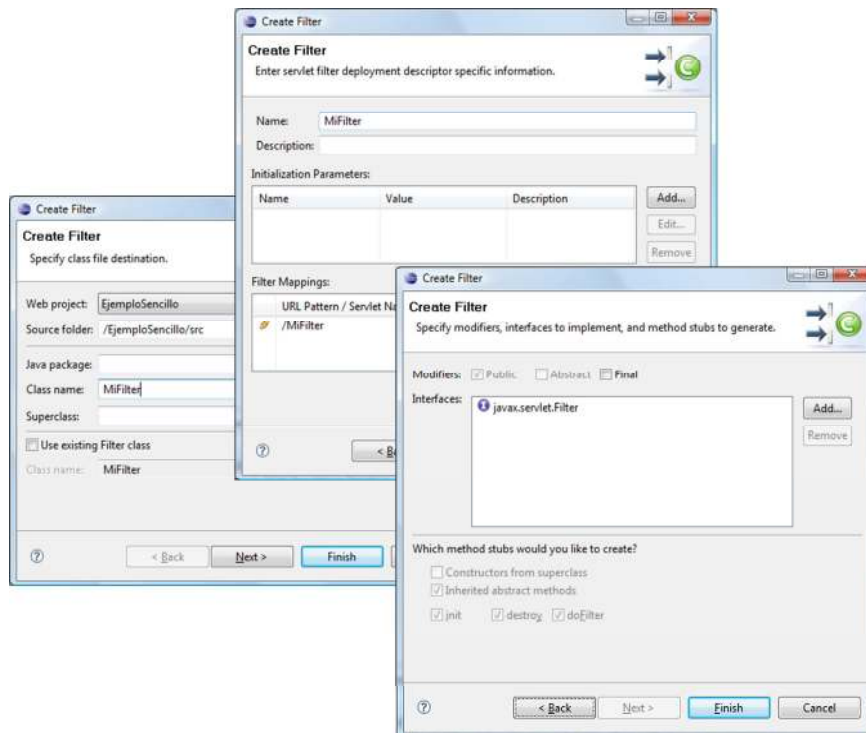 Create Filter
Create Filter
Enter servlet filter deployment descriptor specific information.
Name: MiFilter
Description:
Initialization Parameters:
Name Value Description
Add...
Edit...
Remove
Filter Mappings:
URL Pattern / Servlet
/MiFilter
< 
Create Filter
Create Filter
Specify class file destination.
Web project: EjemploSencillo
Source folder: /EjemploSencillo/src
Java package:
Class name: MiFilter
Superclass:
Use existing Filter class
Class name: MiFilter
< Back Next > Finish
Create Filter
Create Filter
Specify modifiers, interfaces to implement, and method stubs to generate.
Modifiers: Public Abstract Final
Interfaces: javax.servlet.Filter
Add...
Remove
Which method stubs would you like to create?
Constructors from superclass
Inherited abstract methods
init destroy doFilter
< Back Next > Finish Cancel